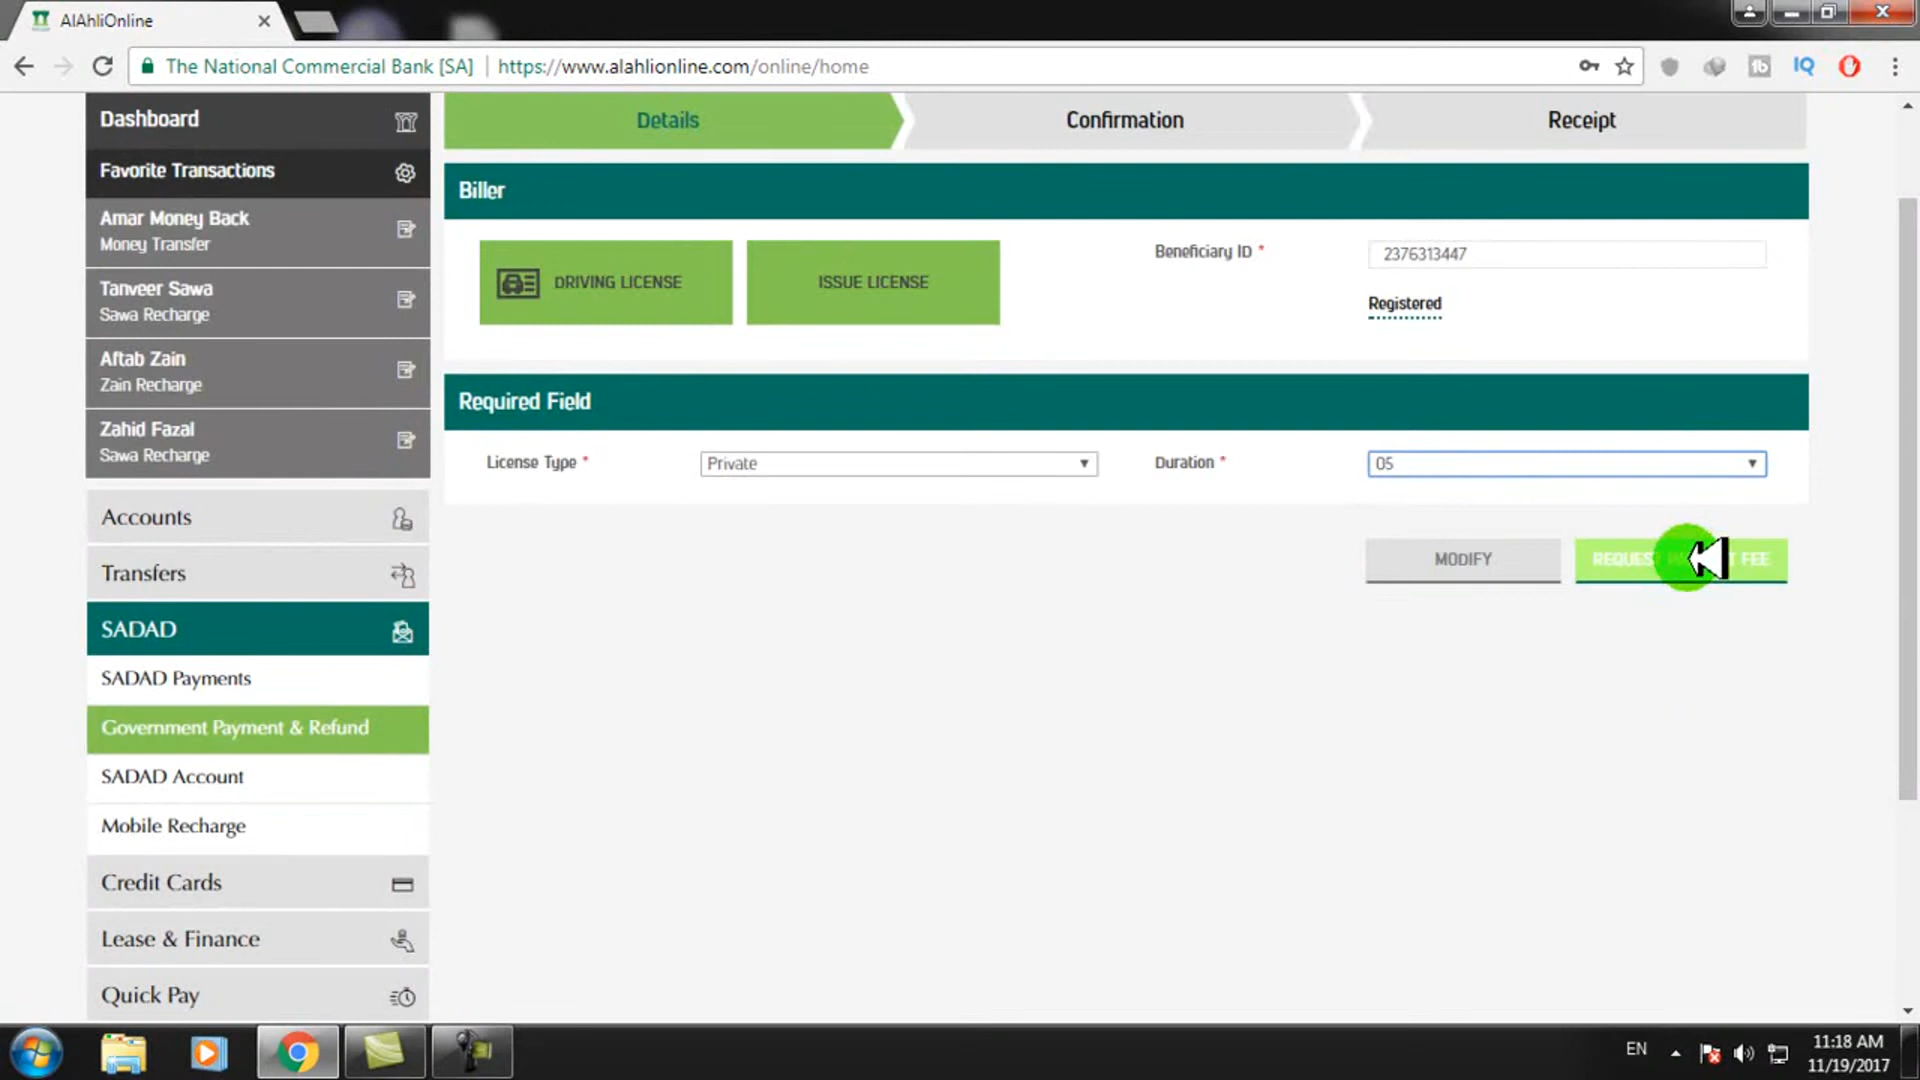 AlAhliOnline
The National Commercial Bank [SA]
https://www.alahlionline.com/online/home
IQ
Dashboard
Favorite Transactions
Amar Money Back
Money Transfer
Tanveer Sawa
Sawa Recharge
Aftab Zain
Zain Recharge
Zahid Fazal
Sawa Recharge
Accounts
Transfers
SADAD
SADAD Payments
Government Payment & Refund
SADAD Account
Mobile Recharge
Credit Cards
Lease & Finance
Quick Pay
Details
Confirmation
Receipt
Biller
DRIVING LICENSE
ISSUE LICENSE
Beneficiary ID *
2376313447
Registered
Required Field
License Type *
Private
Duration *
05
MODIFY
REQUEST FEE
EN
11:18 AM
11/19/2017